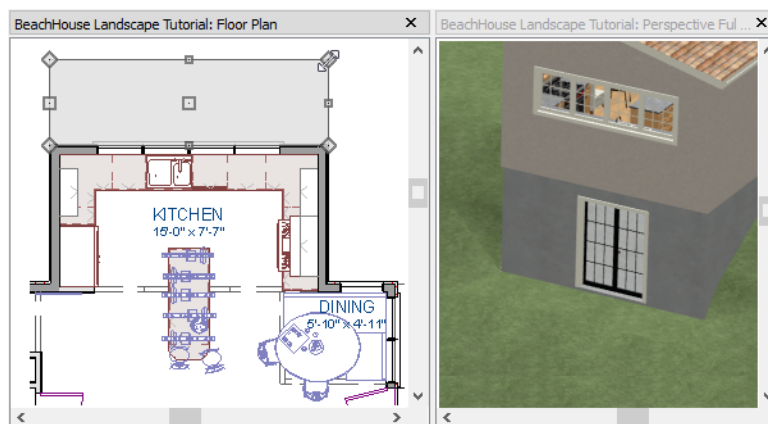 BeachHouse Landscape Tutorial: Floor Plan
BeachHouse Landscape Tutorial: Perspective Ful ...
KITCHEN
15'-0" x 7'-7"
DINING
5'-10" x 4'-11"